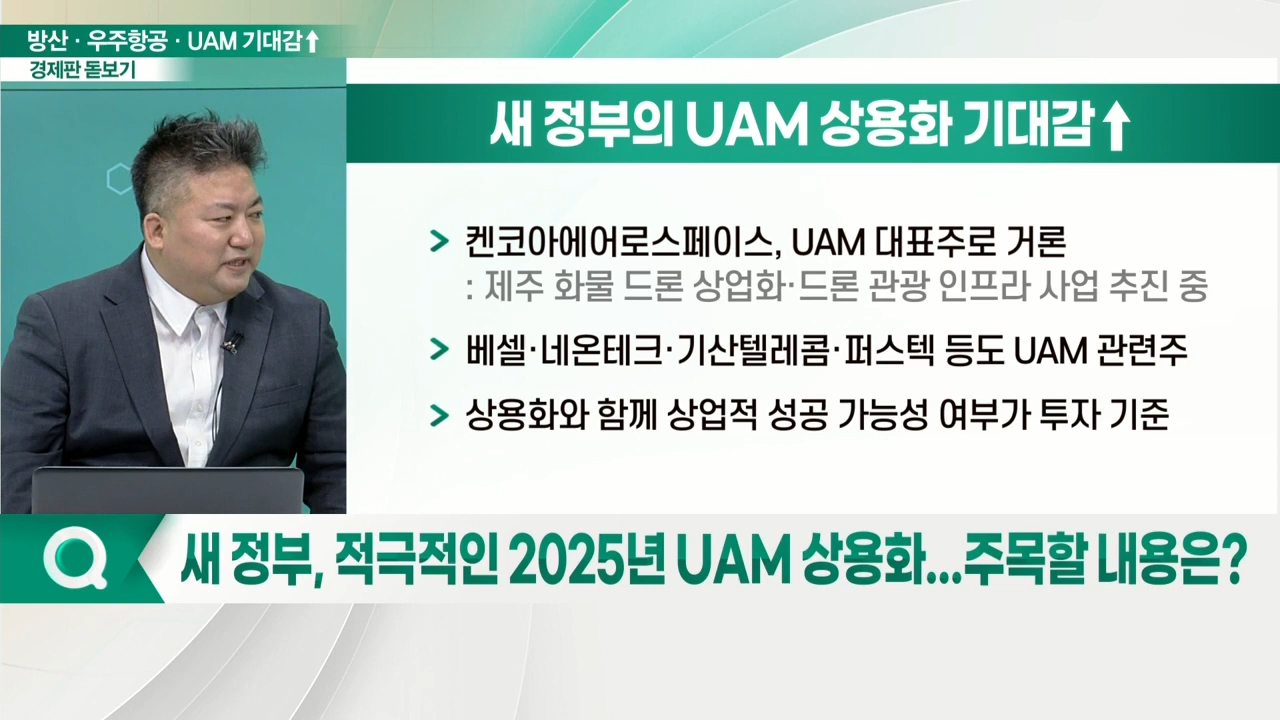 방산 · 우주항공 · UAM 기대감↑
경제판 돋보기
새 정부의 UAM 상용화 기대감↑
> 켄코아에어로스페이스, UAM 대표주로 거론
: 제주 화물 드론 상업화·드론 관광 인프라 사업 추진 중
> 베셀·네온테크·기산텔레콤·퍼스텍 등도 UAM 관련주
> 상용화와 함께 상업적 성공 가능성 여부가 투자 기준
Q 새 정부, 적극적인 2025년 UAM 상용화...주목할 내용은?